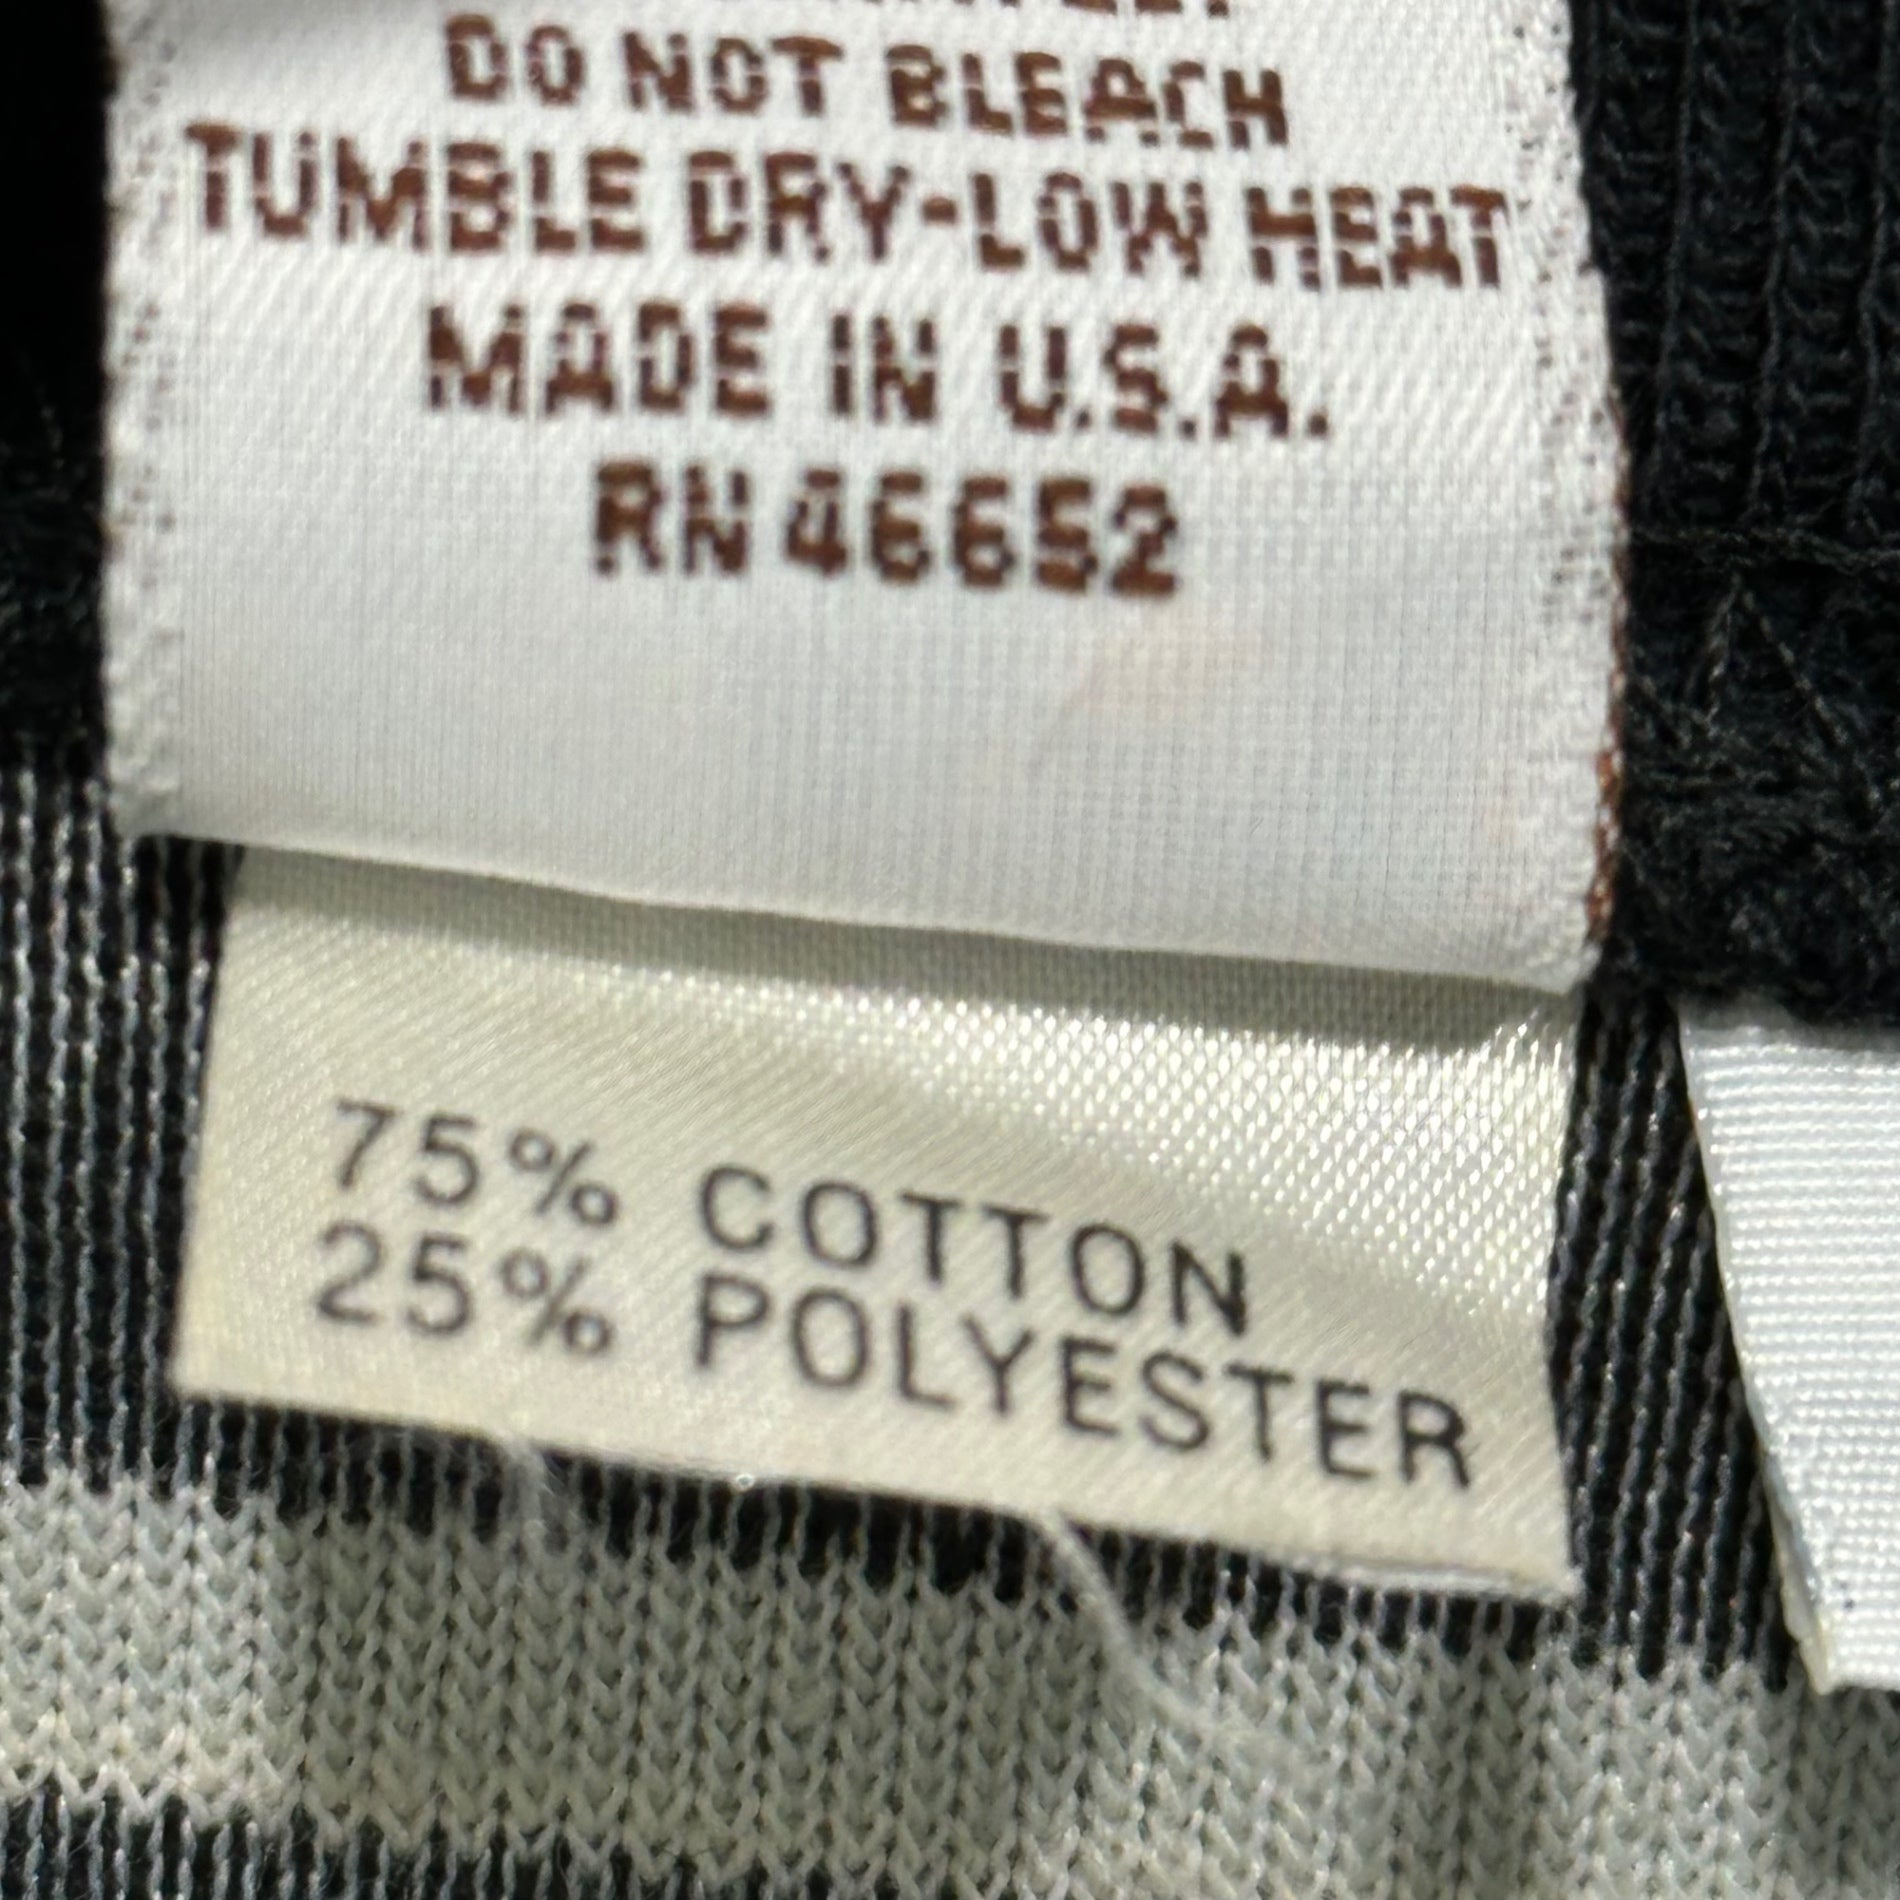 DO NOT BLEACH
TUMBLE DRY-LOW HEAT
MADE IN U.S.A.
RN 46652
75% COTTON
25% POLYESTER